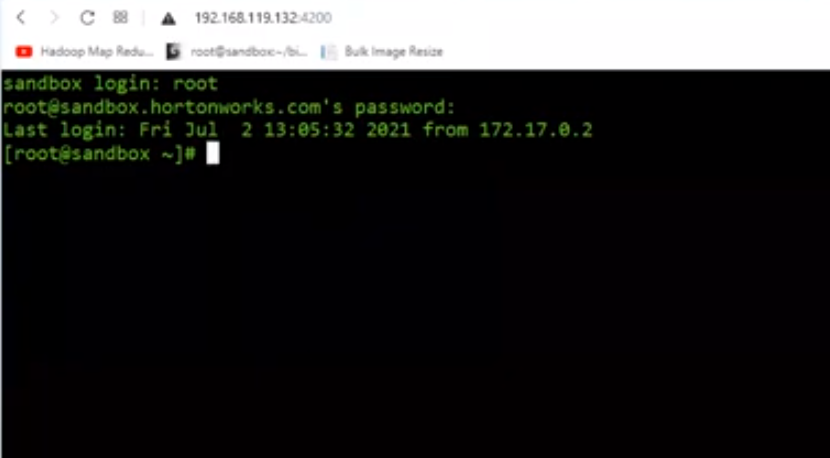 192.168.119.132:4200
Hadoop Map Redu... root@sandbox:~/bi... Bulk Image Resize
sandbox login: root
root@sandbox.hortonworks.com's password:
Last login: Fri Jul  2 13:05:32 2021 from 172.17.0.2
[root@sandbox ~]#